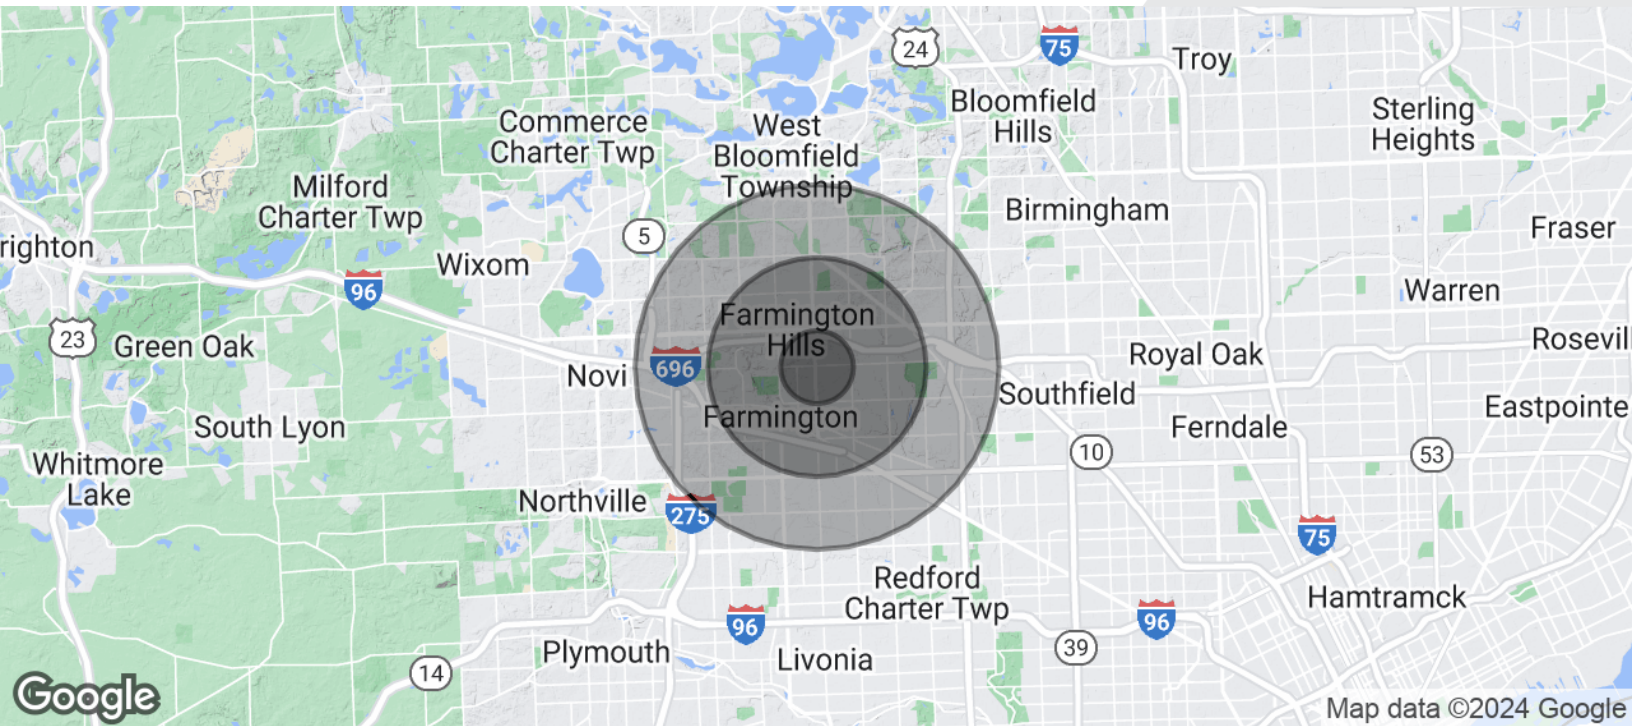 24
75
Troy
Bloomfield
Hills
Sterling
Heights
Commerce
Charter Twp
West
Bloomfield
Township
Milford
Charter Twp
Birmingham
5
Fraser
righton
Wixom
96
Warren
Farmington
Hills
23
Green Oak
Novi
696
Royal Oak
Rosevil
Southfield
Eastpointe
Farmington
South Lyon
Ferndale
10
53
Whitmore
Lake
Northville
275
75
Redford
Charter Twp
Hamtramck
96
96
39
Plymouth
Livonia
14
Google
Map data ©2024 Google